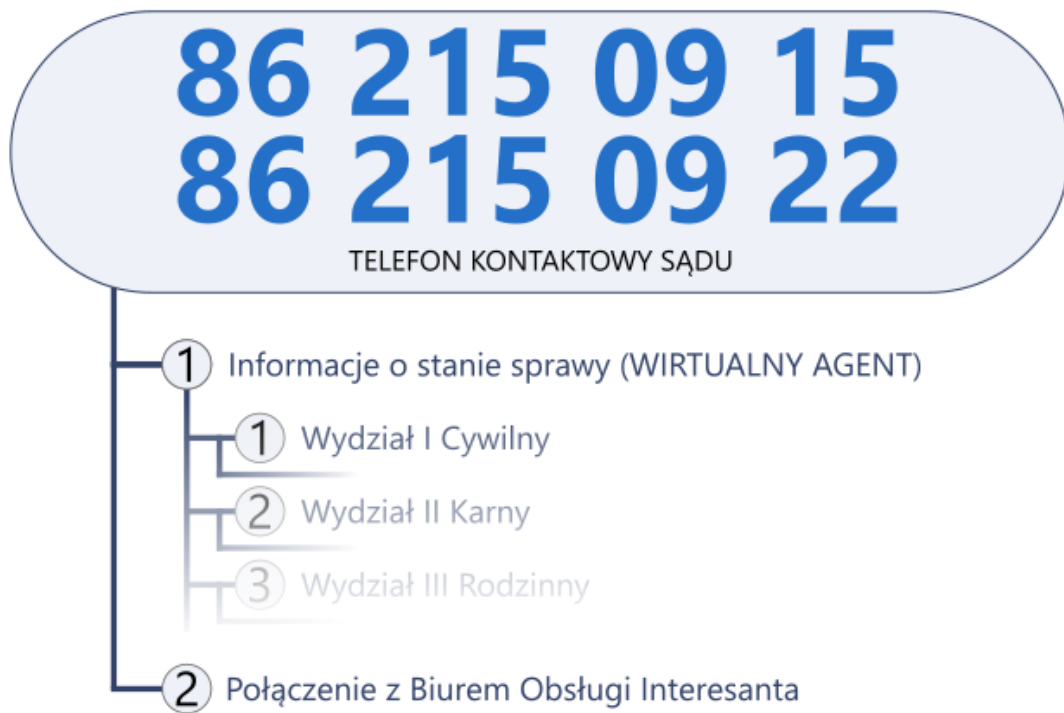 86 215 09 15
86 215 09 22
TELEFON KONTAKTOWY SĄDU
1 Informacje o stanie sprawy (WIRTUALNY AGENT)
1 Wydział I Cywilny
2 Wydział II Karny
3 Wydział III Rodzinny
2 Połączenie z Biurem Obsługi Interesanta